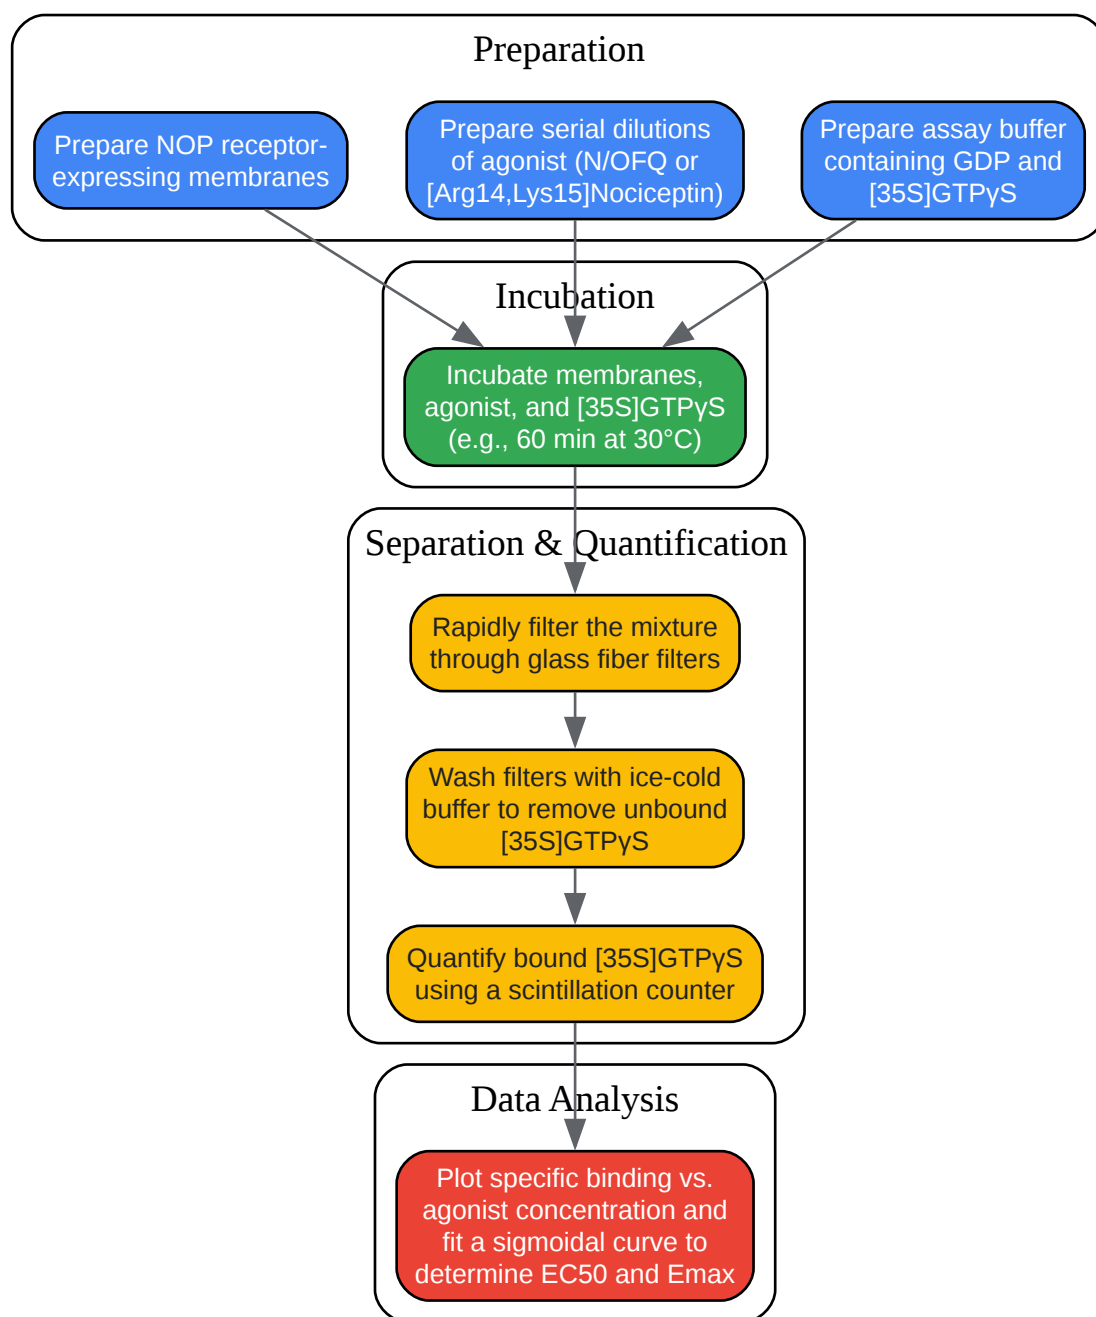 Preparation
Prepare NOP receptor-
expressing membranes
Prepare serial dilutions
of agonist (N/OFQ or
[Arg14,Lys15]Nociceptin)
Prepare assay buffer
containing GDP and
[35S]GTPγS
Incubation
Incubate membranes,
agonist, and [35S]GTPγS
(e.g., 60 min at 30°C)
Separation & Quantification
Rapidly filter the mixture
through glass fiber filters
Wash filters with ice-cold
buffer to remove unbound
[35S]GTPγS
Quantify bound [35S]GTPγS
using a scintillation counter
Data Analysis
Plot specific binding vs.
agonist concentration and
fit a sigmoidal curve to
determine EC50 and Emax